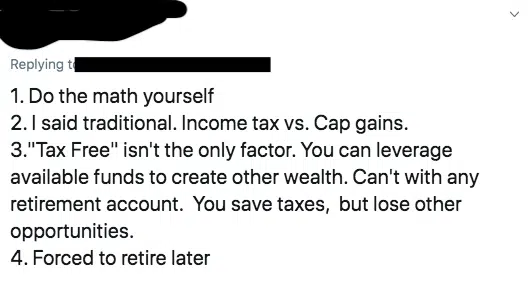 Replying to
1. Do the math yourself
2. I said traditional. Income tax vs. Cap gains.
3."Tax Free" isn't the only factor. You can leverage
available funds to create other wealth. Can't with any
retirement account.  You save taxes,  but lose other
opportunities.
4. Forced to retire later